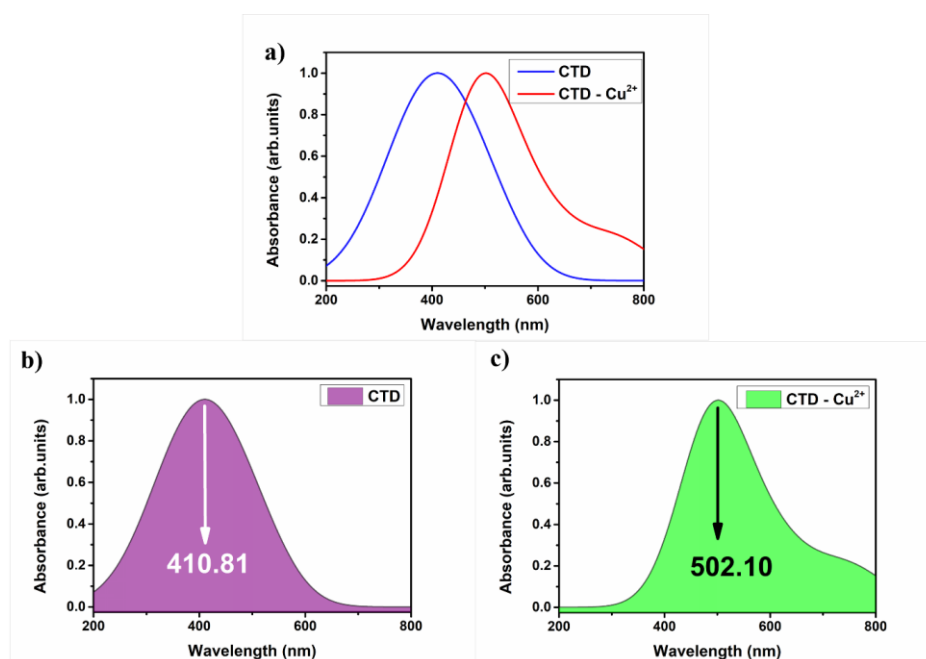 a)
CTD
CTD - Cu²⁺
Absorbance (arb.units)
1.0
0.8
0.6
0.4
0.2
0.0
200 400 600 800
Wavelength (nm)
b)
CTD
Absorbance (arb.units)
1.0
0.8
0.6
0.4
0.2
0.0
410.81
200 400 600 800
Wavelength (nm)
c)
CTD - Cu²⁺
Absorbance (arb.units)
1.0
0.8
0.6
0.4
0.2
0.0
502.10
200 400 600 800
Wavelength (nm)